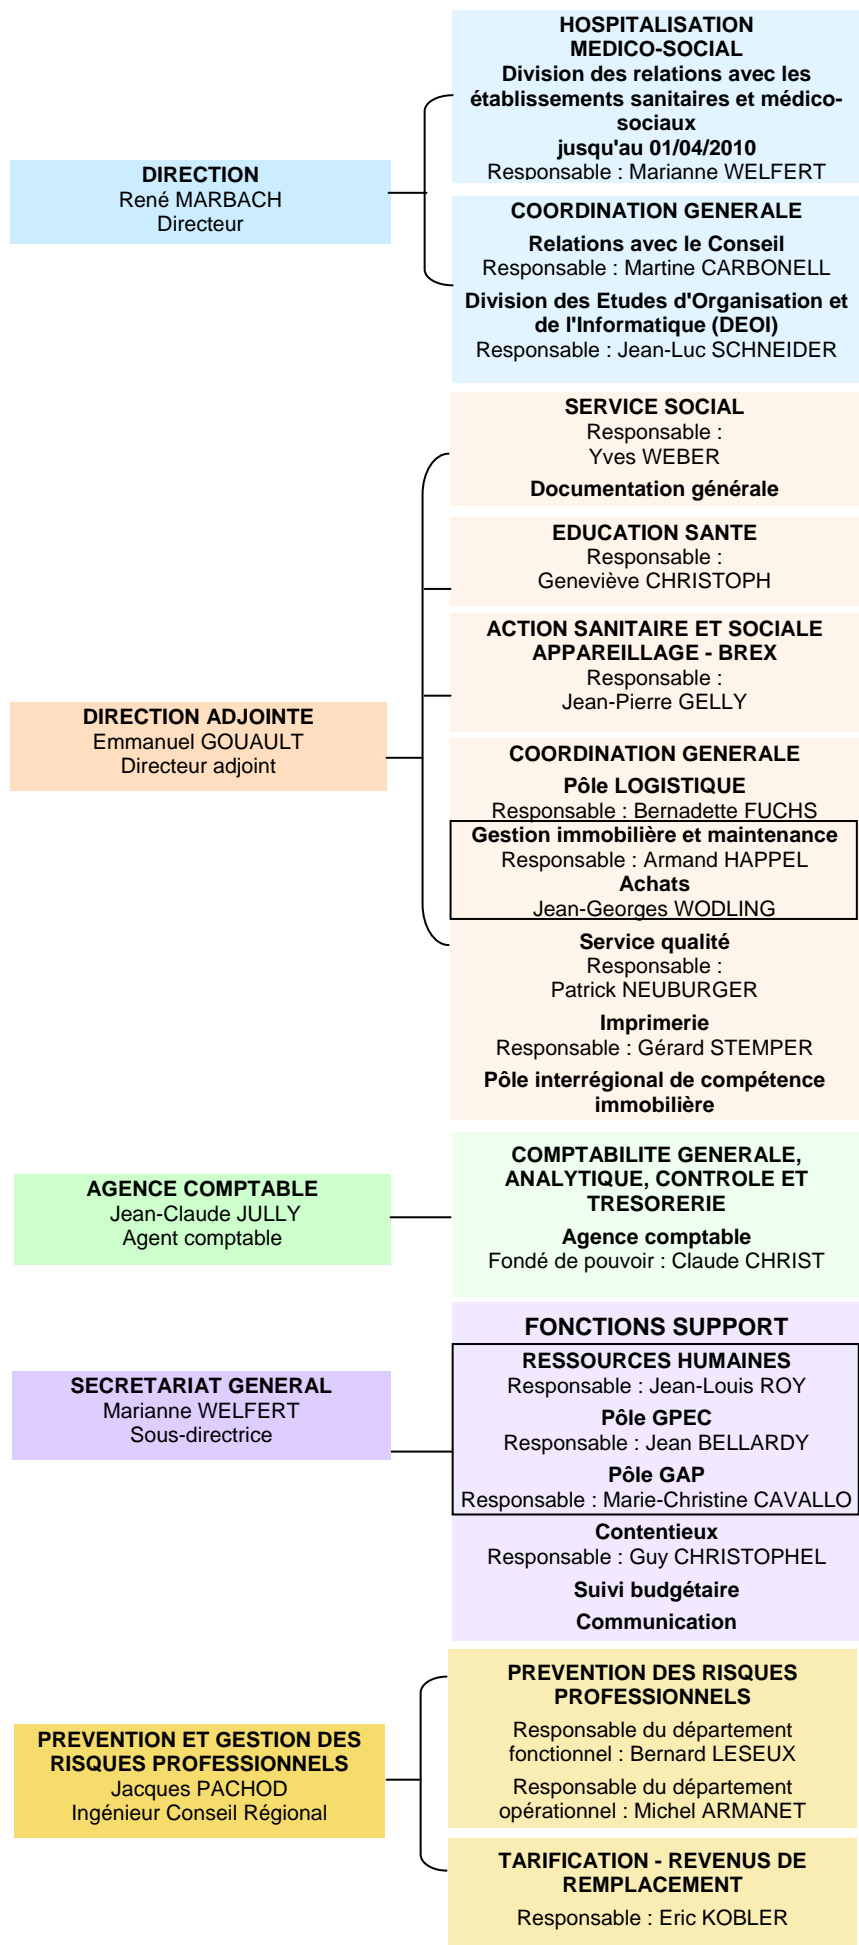 DIRECTION
René MARBACH
Directeur
HOSPITALISATION
MEDICO-SOCIAL
Division des relations avec les
établissements sanitaires et médico-
sociaux
jusqu'au 01/04/2010
Responsable : Marianne WELFERT
COORDINATION GENERALE
Relations avec le Conseil
Responsable : Martine CARBONELL
Division des Etudes d'Organisation et
de l'Informatique (DEOI)
Responsable : Jean-Luc SCHNEIDER
DIRECTION ADJOINTE
Emmanuel GOUAULT
Directeur adjoint
SERVICE SOCIAL
Responsable :
Yves WEBER
Documentation générale
EDUCATION SANTE
Responsable :
Geneviève CHRISTOPH
ACTION SANITAIRE ET SOCIALE
APPAREILLAGE - BREX
Responsable :
Jean-Pierre GELLY
COORDINATION GENERALE
Pôle LOGISTIQUE
Responsable : Bernadette FUCHS
Gestion immobilière et maintenance
Responsable : Armand HAPPEL
Achats
Jean-Georges WODLING
Service qualité
Responsable :
Patrick NEUBURGER
Imprimerie
Responsable : Gérard STEMPER
Pôle interrégional de compétence
immobilière
AGENCE COMPTABLE
Jean-Claude JULLY
Agent comptable
COMPTABILITE GENERALE,
ANALYTIQUE, CONTROLE ET
TRESORERIE
Agence comptable
Fondé de pouvoir : Claude CHRIST
SECRETARIAT GENERAL
Marianne WELFERT
Sous-directrice
FONCTIONS SUPPORT
RESSOURCES HUMAINES
Responsable : Jean-Louis ROY
Pôle GPEC
Responsable : Jean BELLARDY
Pôle GAP
Responsable : Marie-Christine CAVALLO
Contentieux
Responsable : Guy CHRISTOPHEL
Suivi budgétaire
Communication
PREVENTION ET GESTION DES
RISQUES PROFESSIONNELS
Jacques PACHOD
Ingénieur Conseil Régional
PREVENTION DES RISQUES
PROFESSIONNELS
Responsable du département
fonctionnel : Bernard LESEUX
Responsable du département
opérationnel : Michel ARMANET
TARIFICATION - REVENUS DE
REMPLACEMENT
Responsable : Eric KOBLER